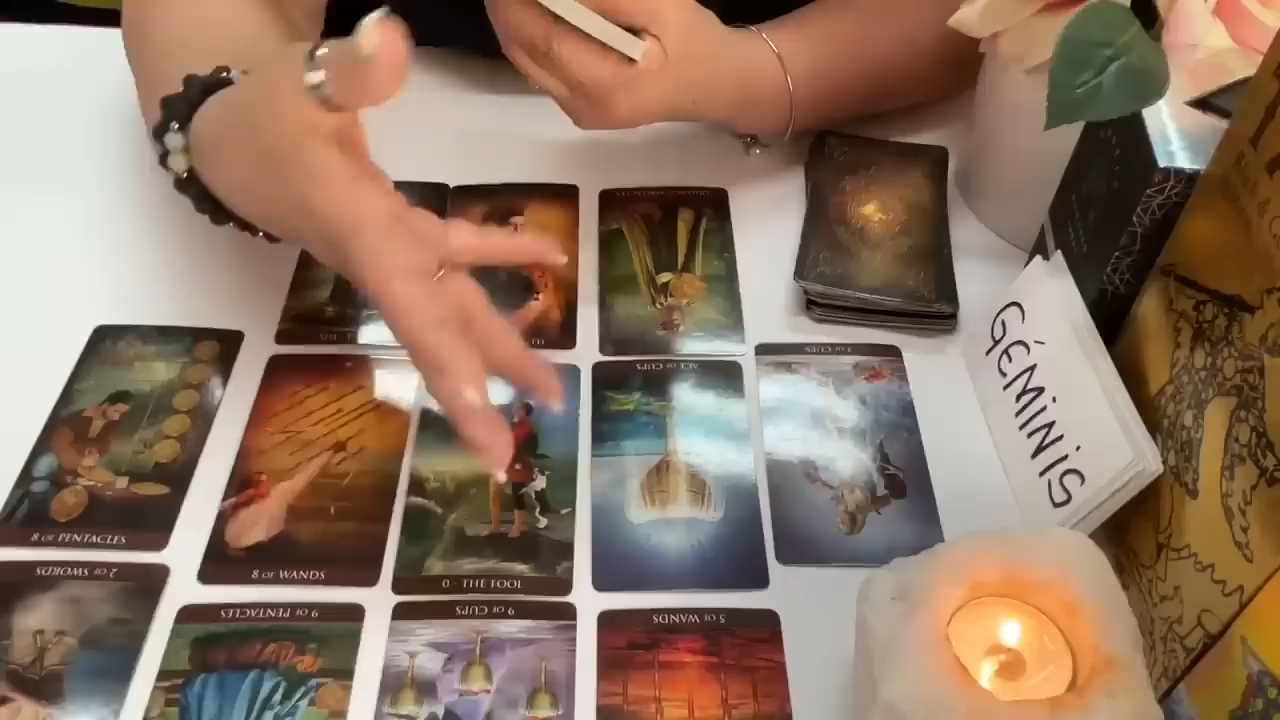 ACE OF CUPS
8 OF PENTACLES
8 OF WANDS
0 - THE FOOL
2 OF SWORDS
9 OF PENTACLES
9 OF CUPS
5 OF WANDS
GÉMINIS